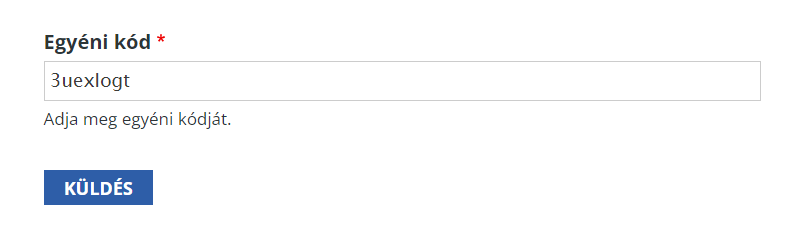 Egyéni kód *
3uexlogt
Adja meg egyéni kódját.
KÜLDÉS